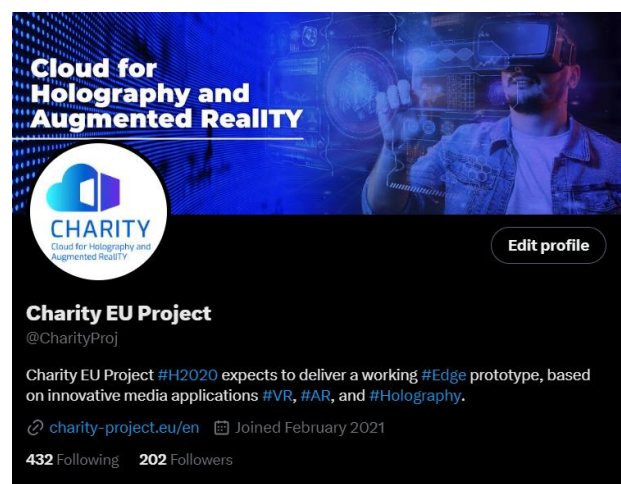 Cloud for
Holography and
Augmented RealITY
CHARITY
Cloud for Holography and
Augmented RealITY
Edit profile
Charity EU Project
@CharityProj
Charity EU Project #H2020 expects to deliver a working #Edge prototype, based
on innovative media applications #VR, #AR, and #Holography.
charity-project.eu/en Joined February 2021
432 Following 202 Followers